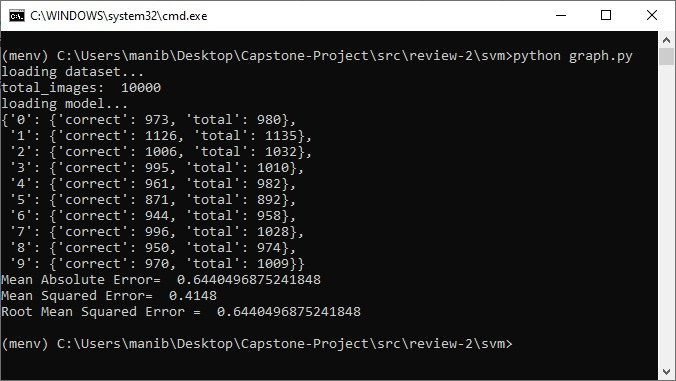 C:\WINDOWS\system32\cmd.exe
(menv) C:\Users\manib\Desktop\Capstone-Project\src\review-2\svm>python graph.py
loading dataset...
total_images:  10000
loading model...
{'0': {'correct': 973, 'total': 980},
 '1': {'correct': 1126, 'total': 1135},
 '2': {'correct': 1006, 'total': 1032},
 '3': {'correct': 995, 'total': 1010},
 '4': {'correct': 961, 'total': 982},
 '5': {'correct': 871, 'total': 892},
 '6': {'correct': 944, 'total': 958},
 '7': {'correct': 996, 'total': 1028},
 '8': {'correct': 950, 'total': 974},
 '9': {'correct': 970, 'total': 1009}}
Mean Absolute Error=  0.6440496875241848
Mean Squared Error=  0.4148
Root Mean Squared Error =  0.6440496875241848
(menv) C:\Users\manib\Desktop\Capstone-Project\src\review-2\svm>